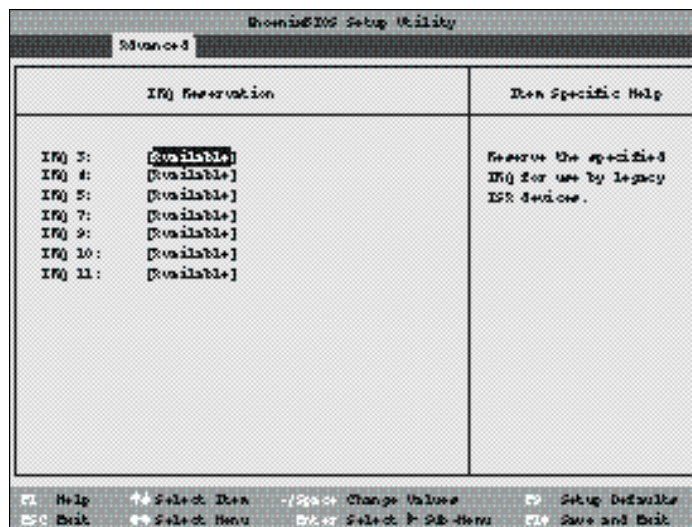 PhoenixBIOS Setup Utility
Advanced
IRQ Reservation
Item Specific Help
IRQ 3: [Available]
IRQ 4: [Available]
IRQ 5: [Available]
IRQ 7: [Available]
IRQ 9: [Available]
IRQ 10: [Available]
IRQ 11: [Available]
Reserve the specified
IRQ for use by legacy
ISA devices.
F1 Help ↑↓ Select Item -/Space Change Values F9 Setup Defaults
ESC Exit ←→ Select Menu Enter Select ▶ Sub-Menu F10 Save and Exit